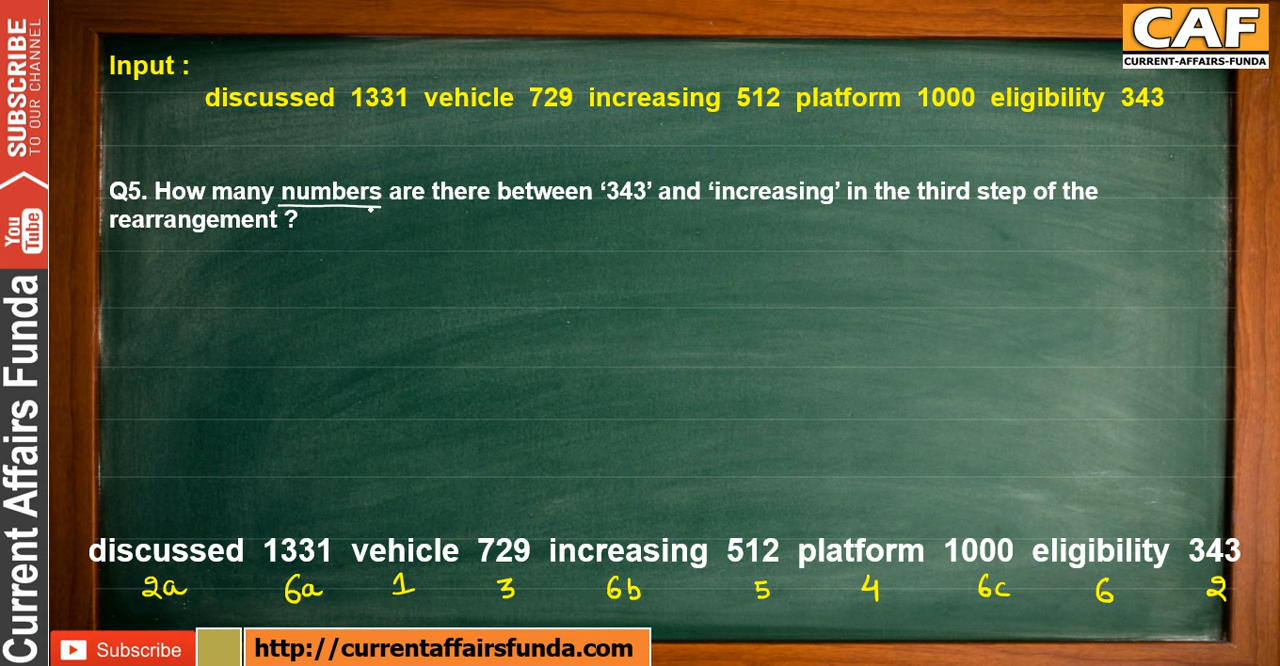 SUBSCRIBE
TO OUR CHANNEL
You
Tube
Current Affairs Funda
CAF
CURRENT-AFFAIRS-FUNDA
Input :
discussed 1331 vehicle 729 increasing 512 platform 1000 eligibility 343
Q5. How many numbers are there between ‘343’ and ‘increasing’ in the third step of the
rearrangement ?
discussed 1331 vehicle 729 increasing 512 platform 1000 eligibility 343
2a 6a 1 3 6b 5 4 6c 6 2
Subscribe
http://currentaffairsfunda.com